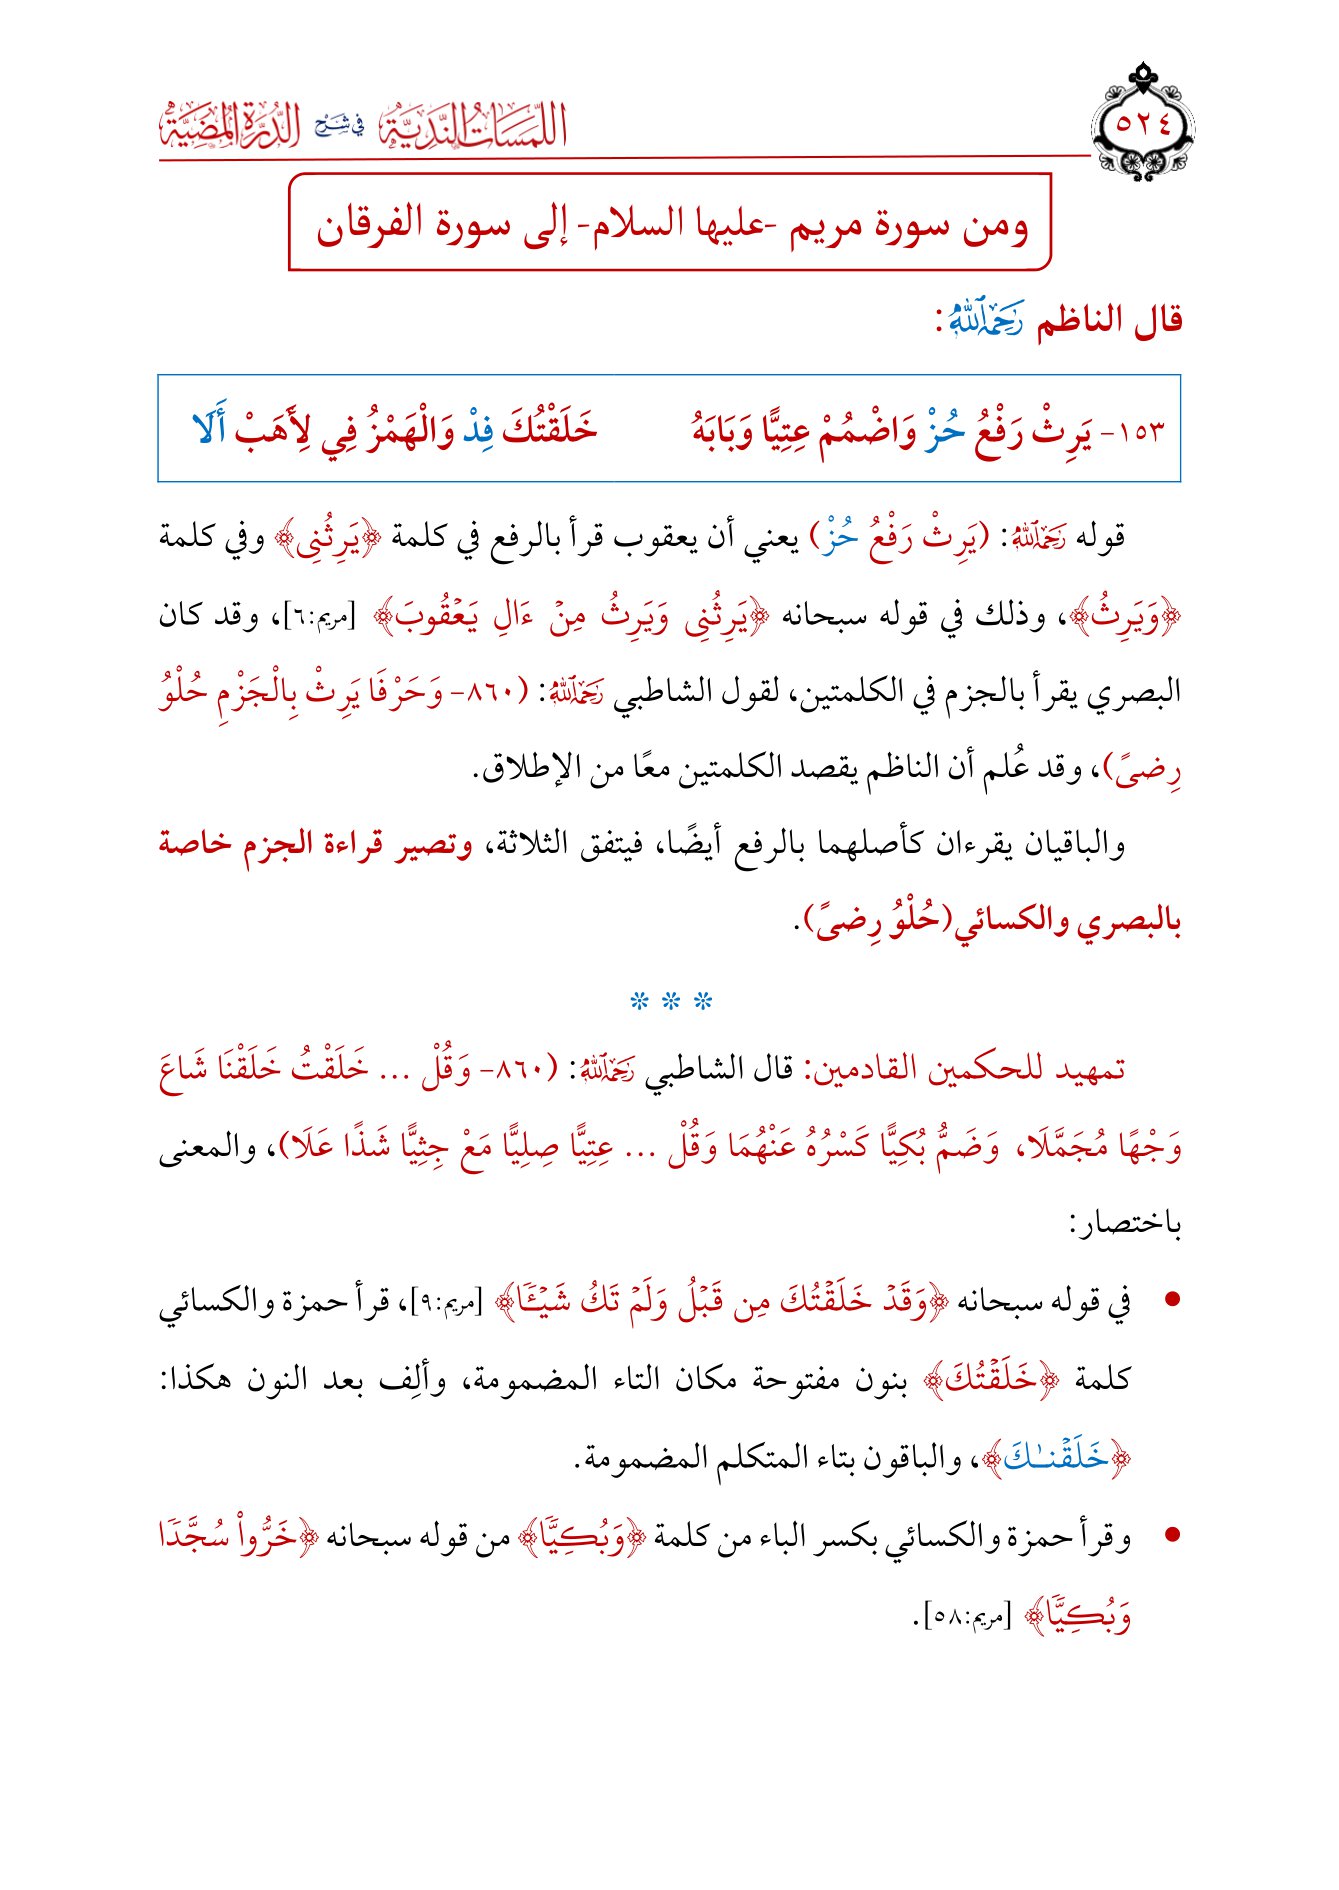 اللمسات الندية في شرح الدرة المضية
٥٢٤
ومن سورة مريم -عليها السلام- إلى سورة الفرقان
قال الناظم رَحِمَهُ ٱللَّهُ:
١٥٣- يَرِثْ رَفْعُ حُزْ وَاضْمُمْ عِتِيًّا وَبَابَهُ خَلَقْتُكَ فِدْ وَالْهَمْزُ فِي لِأَهَبْ أَلَا
قوله رَحِمَهُ ٱللَّهُ: (يَرِثْ رَفْعُ حُزْ) يعني أن يعقوب قرأ بالرفع في كلمة ﴿يَرِثُنِى﴾ وفي كلمة
﴿وَيَرِثُ﴾، وذلك في قوله سبحانه ﴿يَرِثُنِى وَيَرِثُ مِنۡ ءَالِ يَعۡقُوبَ﴾ [مريم:٦]، وقد كان
البصري يقرأ بالجزم في الكلمتين، لقول الشاطبي رَحِمَهُ ٱللَّهُ: (٨٦٠- وَحَرْفَا يَرِثْ بِالْجَزْمِ حُلْوُ
رِضىً)، وقد عُلم أن الناظم يقصد الكلمتين معًا من الإطلاق.
والباقيان يقرءان كأصلهما بالرفع أيضًا، فيتفق الثلاثة، وتصير قراءة الجزم خاصة
بالبصري والكسائي(حُلْوُ رِضىً).
* * *
تمهيد للحكمين القادمين: قال الشاطبي رَحِمَهُ ٱللَّهُ: (٨٦٠- وَقُلْ ... خَلَقْتُ خَلَقْنَا شَاعَ
وَجْهًا مُجَمَّلَا، وَضَمُّ بُكِيًّا كَسْرُهُ عَنْهُمَا وَقُلْ ... عِتِيًّا صِلِيًّا مَعْ جِثِيًّا شَذًا عَلَا)، والمعنى
باختصار:
● في قوله سبحانه ﴿وَقَدۡ خَلَقۡتُكَ مِن قَبۡلُ وَلَمۡ تَكُ شَيۡـٔٗا﴾ [مريم:٩]، قرأ حمزة والكسائي
كلمة ﴿خَلَقۡتُكَ﴾ بنون مفتوحة مكان التاء المضمومة، وألِف بعد النون هكذا:
﴿خَلَقۡنـٰكَ﴾، والباقون بتاء المتكلم المضمومة.
● وقرأ حمزة والكسائي بكسر الباء من كلمة ﴿وَبُكِيّٗا﴾ من قوله سبحانه ﴿خَرُّواْ سُجَّدٗا
وَبُكِيّٗا﴾ [مريم:٥٨].